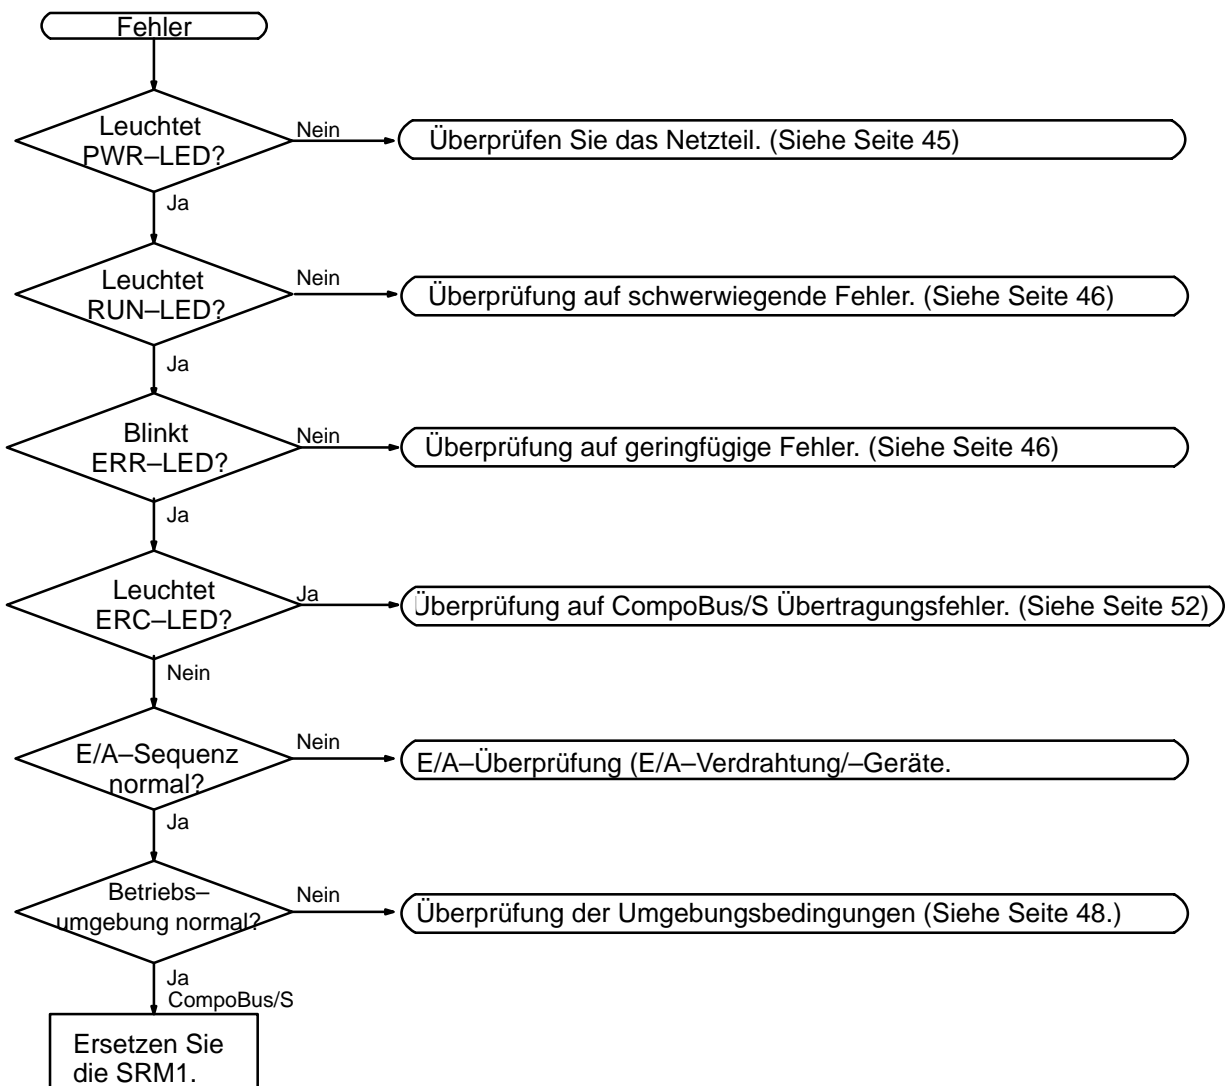 Fehler
Leuchtet
PWR–LED?
Nein
Überprüfen Sie das Netzteil. (Siehe Seite 45)
Ja
Leuchtet
RUN–LED?
Nein
Überprüfung auf schwerwiegende Fehler. (Siehe Seite 46)
Ja
Blinkt
ERR–LED?
Nein
Überprüfung auf geringfügige Fehler. (Siehe Seite 46)
Ja
Leuchtet
ERC–LED?
Ja
Überprüfung auf CompoBus/S Übertragungsfehler. (Siehe Seite 52)
Nein
E/A–Sequenz
normal?
Nein
E/A–Überprüfung (E/A–Verdrahtung/–Geräte.
Ja
Betriebs–
umgebung normal?
Nein
Überprüfung der Umgebungsbedingungen (Siehe Seite 48.)
Ja
CompoBus/S
Ersetzen Sie
die SRM1.